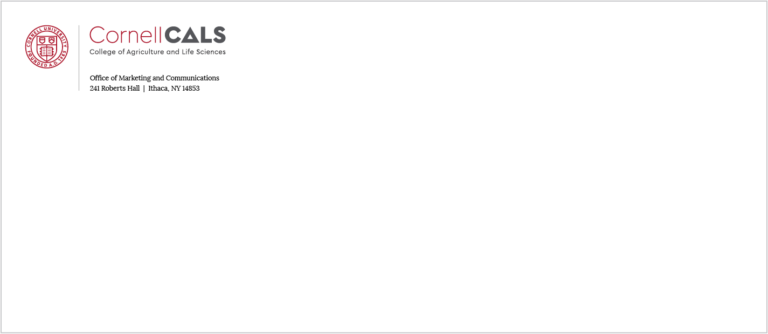 CORNELL UNIVERSITY
FOUNDED A.D. 1865
CornellCALS
College of Agriculture and Life Sciences
Office of Marketing and Communications
241 Roberts Hall | Ithaca, NY 14853